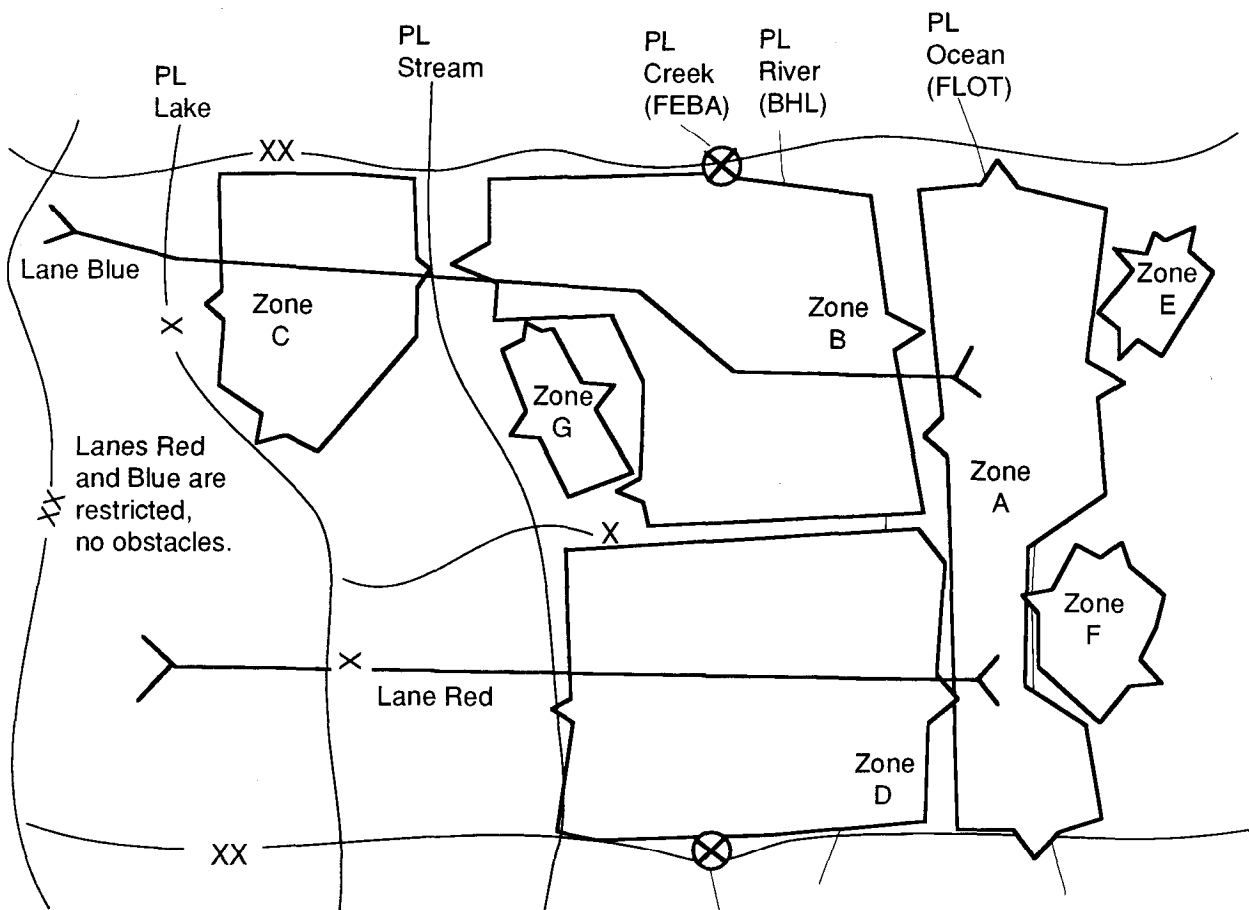 PL
Lake
PL
Stream
PL
Creek
(FEBA)
PL
River
(BHL)
PL
Ocean
(FLOT)
XX
Lane Blue
Zone
C
Zone
B
Zone
E
X
Zone
G
Lanes Red
and Blue are
restricted,
no obstacles.
XX
Zone
A
X
Zone
F
X
Lane Red
Zone
D
XX